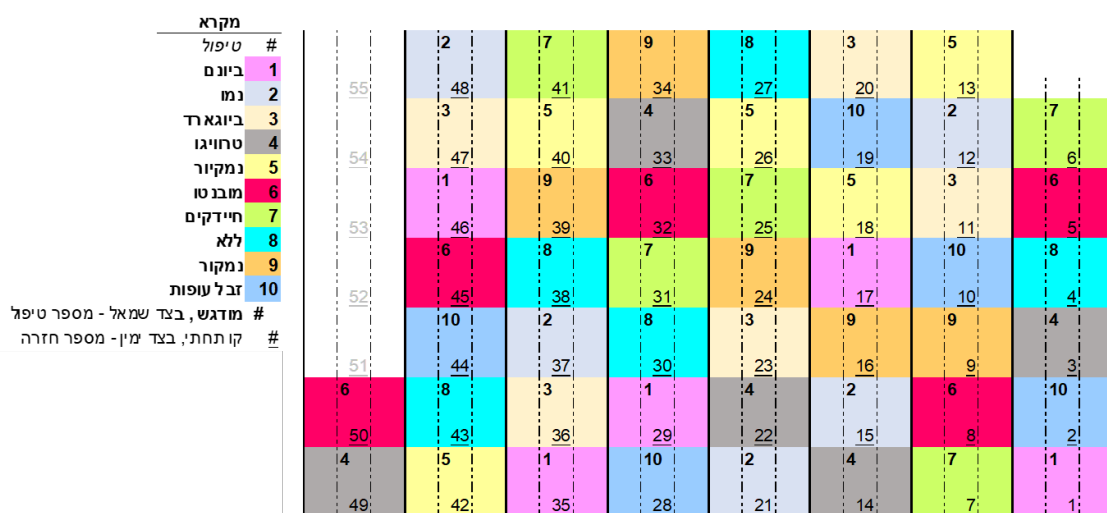 מקרא
# טיפול
1 ביונם
2 נמו
3 ביוגארד
4 טרוויגו
5 נמקיור
6 מובנטו
7 חיידקים
8 ללא
9 נמקור
10 זבל עופות
# מודגש, בצד שמאל - מספר טיפול
# קו תחתי, בצד ימין - מספר חזרה
2 7 9 8 3 5
55 48 41 34 27 20 13
3 5 4 5 10 2 7
54 47 40 33 26 19 12 6
1 9 6 7 5 3 6
53 46 39 32 25 18 11 5
6 8 7 9 1 10 8
52 45 38 31 24 17 10 4
10 2 8 3 9 9 4
51 44 37 30 23 16 9 3
6 8 3 1 4 2 6 10
50 43 36 29 22 15 8 2
4 5 1 10 2 4 7 1
49 42 35 28 21 14 7 1